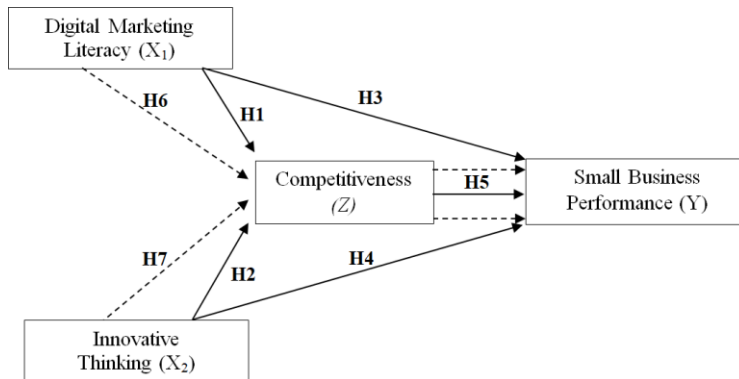 Digital Marketing
Literacy (X₁)
H6
H1
H3
Competitiveness
(Z)
H5
Small Business
Performance (Y)
H7
H2
H4
Innovative
Thinking (X₂)